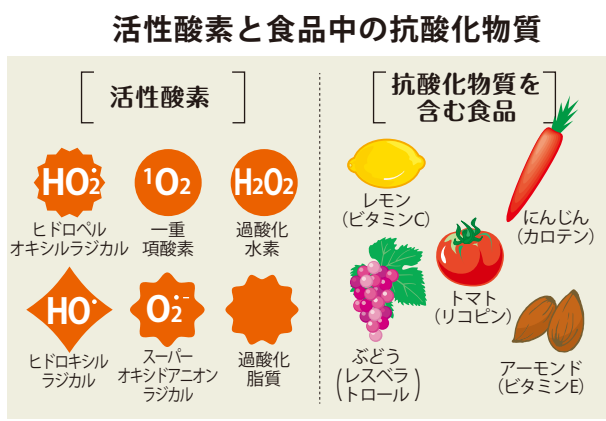 活性酸素と食品中の抗酸化物質
活性酸素
HO₂̇
ヒドロペル
オキシルラジカル
¹O₂
一重
項酸素
H₂O₂
過酸化
水素
HO˙
ヒドロキシル
ラジカル
O₂˙⁻
スーパー
オキシドアニオン
ラジカル
過酸化
脂質
抗酸化物質を
含む食品
レモン
(ビタミンC)
にんじん
(カロテン)
トマト
(リコピン)
ぶどう
(レスベラ
トロール)
アーモンド
(ビタミンE)